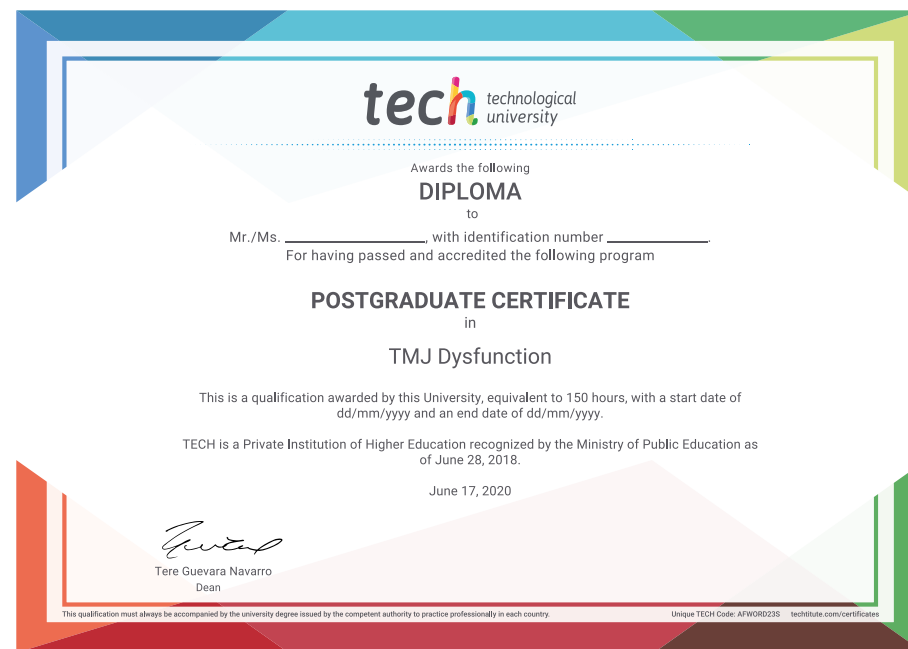 tech technological
university
Awards the following
DIPLOMA
to
Mr./Ms. ____________________, with identification number ______________.
For having passed and accredited the following program
POSTGRADUATE CERTIFICATE
in
TMJ Dysfunction
This is a qualification awarded by this University, equivalent to 150 hours, with a start date of
dd/mm/yyyy and an end date of dd/mm/yyyy.
TECH is a Private Institution of Higher Education recognized by the Ministry of Public Education as
of June 28, 2018.
June 17, 2020
Tere Guevara Navarro
Dean
This qualification must always be accompanied by the university degree issued by the competent authority to practice professionally in each country. Unique TECH Code: AFWORD23S techtitute.com/certificates